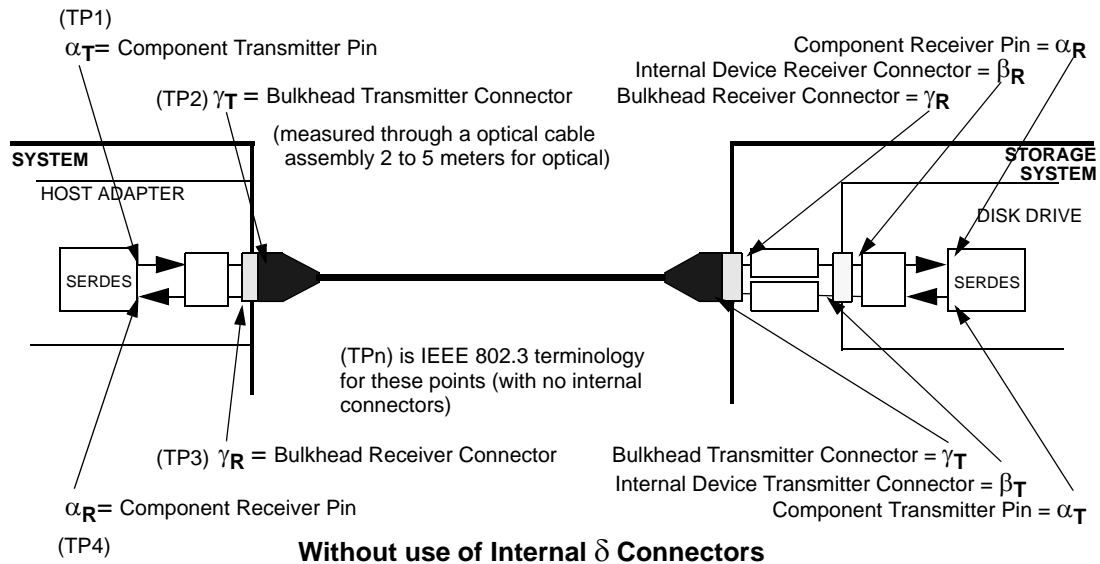 (TP1)
αT= Component Transmitter Pin
(TP2) γT = Bulkhead Transmitter Connector
(measured through a optical cable
assembly 2 to 5 meters for optical)
Component Receiver Pin = αR
Internal Device Receiver Connector = βR
Bulkhead Receiver Connector = γR
SYSTEM
HOST ADAPTER
SERDES
STORAGE
SYSTEM
DISK DRIVE
SERDES
(TPn) is IEEE 802.3 terminology
for these points (with no internal
connectors)
(TP3) γR = Bulkhead Receiver Connector
αR= Component Receiver Pin
(TP4)
Bulkhead Transmitter Connector = γT
Internal Device Transmitter Connector = βT
Component Transmitter Pin = αT
Without use of Internal δ Connectors